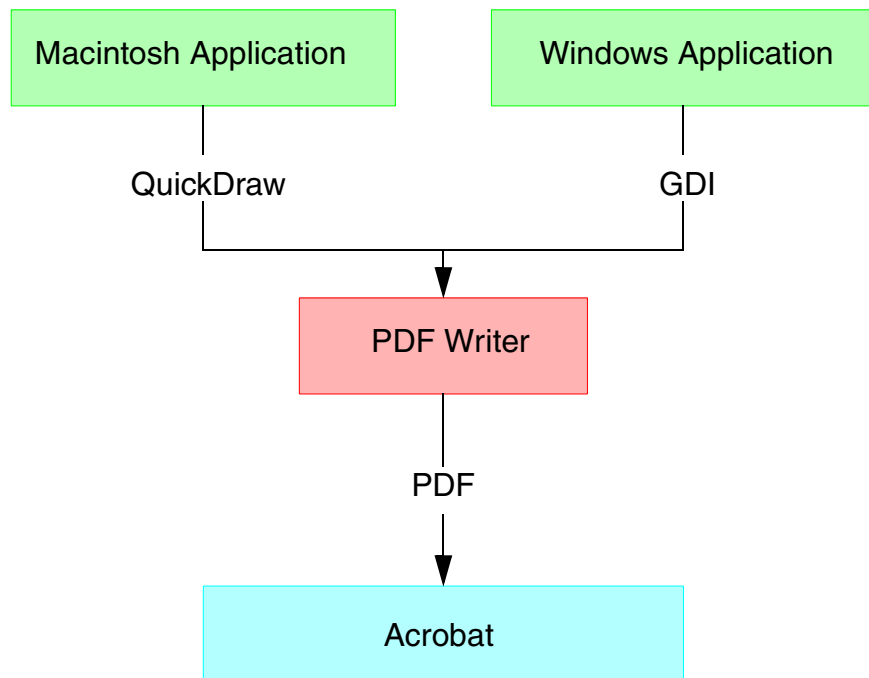 Macintosh Application
Windows Application
QuickDraw
GDI
PDF Writer
PDF
Acrobat